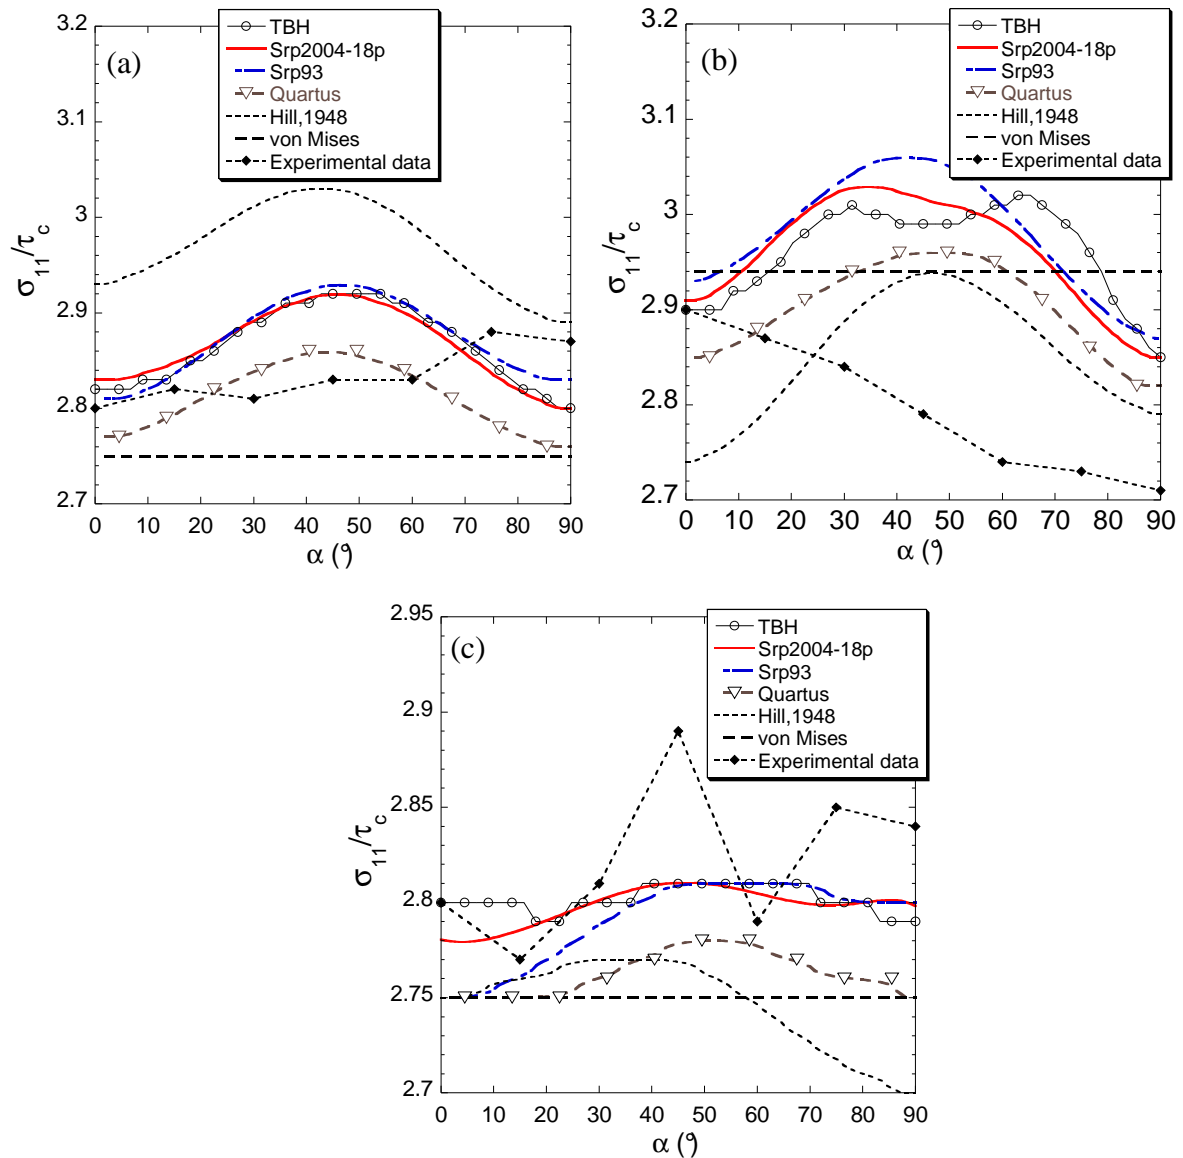 (a)
TBH
Srp2004-18p
Srp93
Quartus
Hill,1948
von Mises
Experimental data
3.2
3.1
3
2.9
2.8
2.7
σ11/τc
0 10 20 30 40 50 60 70 80 90
α (°)
(b)
TBH
Srp2004-18p
Srp93
Quartus
Hill,1948
von Mises
Experimental data
3.2
3.1
3
2.9
2.8
2.7
σ11/τc
0 10 20 30 40 50 60 70 80 90
α (°)
(c)
TBH
Srp2004-18p
Srp93
Quartus
Hill,1948
von Mises
Experimental data
2.95
2.9
2.85
2.8
2.75
2.7
σ11/τc
0 10 20 30 40 50 60 70 80 90
α (°)